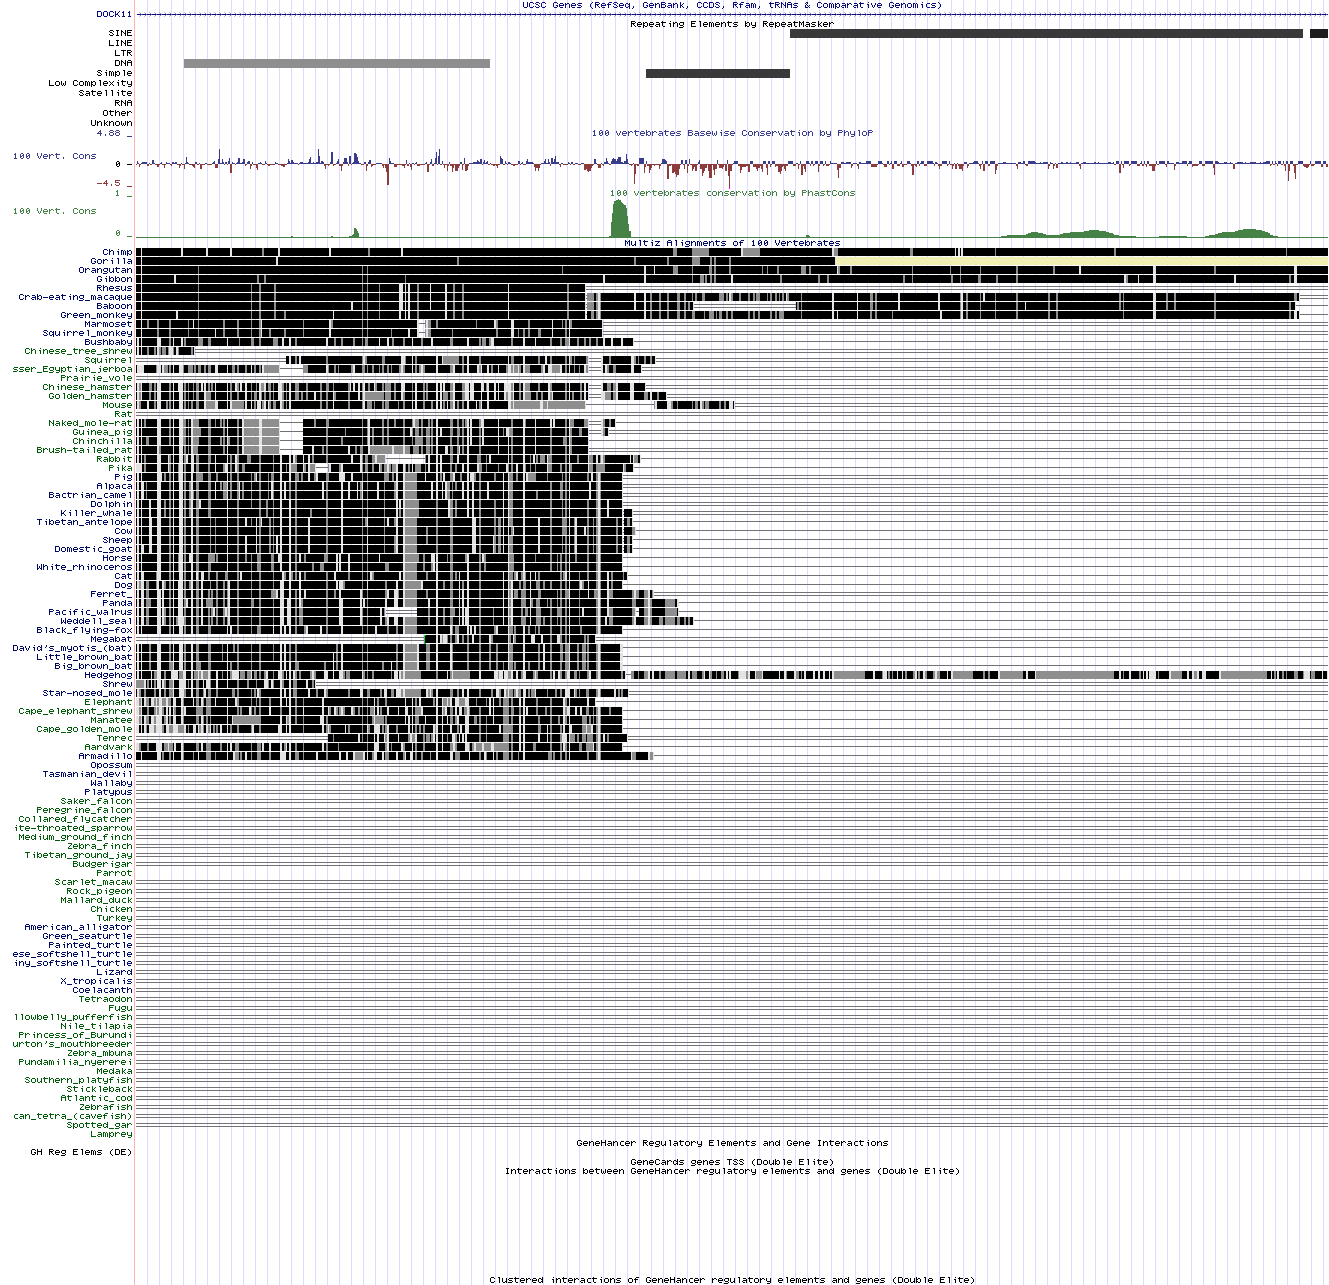 UCSC Genes (RefSeq, GenBank, CCDS, Rfam, tRNAs & Comparative Genomics)
DOCK11
Repeating Elements by RepeatMasker
SINE
LINE
LTR
DNA
Simple
Low Complexity
Satellite
RNA
Other
Unknown
4.88 _
100 vertebrates Basewise Conservation by PhyloP
100 Vert. Cons
0 _
-4.5 _
1 _
100 vertebrates conservation by PhastCons
100 Vert. Cons
0 _
Multiz Alignments of 100 Vertebrates
Chimp
Gorilla
Orangutan
Gibbon
Rhesus
Crab-eating_macaque
Baboon
Green_monkey
Marmoset
Squirrel_monkey
Bushbaby
Chinese_tree_shrew
Squirrel
sser_Egyptian_jerboa
Prairie_vole
Chinese_hamster
Golden_hamster
Mouse
Rat
Naked_mole-rat
Guinea_pig
Chinchilla
Brush-tailed_rat
Rabbit
Pika
Pig
Alpaca
Bactrian_camel
Dolphin
Killer_whale
Tibetan_antelope
Cow
Sheep
Domestic_goat
Horse
White_rhinoceros
Cat
Dog
Ferret_
Panda
Pacific_walrus
Weddell_seal
Black_flying-fox
Megabat
David's_myotis_(bat)
Little_brown_bat
Big_brown_bat
Hedgehog
Shrew
Star-nosed_mole
Elephant
Cape_elephant_shrew
Manatee
Cape_golden_mole
Tenrec
Aardvark
Armadillo
Opossum
Tasmanian_devil
Wallaby
Platypus
Saker_falcon
Peregrine_falcon
Collared_flycatcher
ite-throated_sparrow
Medium_ground_finch
Zebra_finch
Tibetan_ground_jay
Budgerigar
Parrot
Scarlet_macaw
Rock_pigeon
Mallard_duck
Chicken
Turkey
American_alligator
Green_seaturtle
Painted_turtle
ese_softshell_turtle
iny_softshell_turtle
Lizard
X_tropicalis
Coelacanth
Tetraodon
Fugu
llowbelly_pufferfish
Nile_tilapia
Princess_of_Burundi
urton's_mouthbreeder
Zebra_mbuna
Pundamilia_nyererei
Medaka
Southern_platyfish
Stickleback
Atlantic_cod
Zebrafish
can_tetra_(cavefish)
Spotted_gar
Lamprey
GeneHancer Regulatory Elements and Gene Interactions
GH Reg Elems (DE)
GeneCards genes TSS (Double Elite)
Interactions between GeneHancer regulatory elements and genes (Double Elite)
Clustered interactions of GeneHancer regulatory elements and genes (Double Elite)